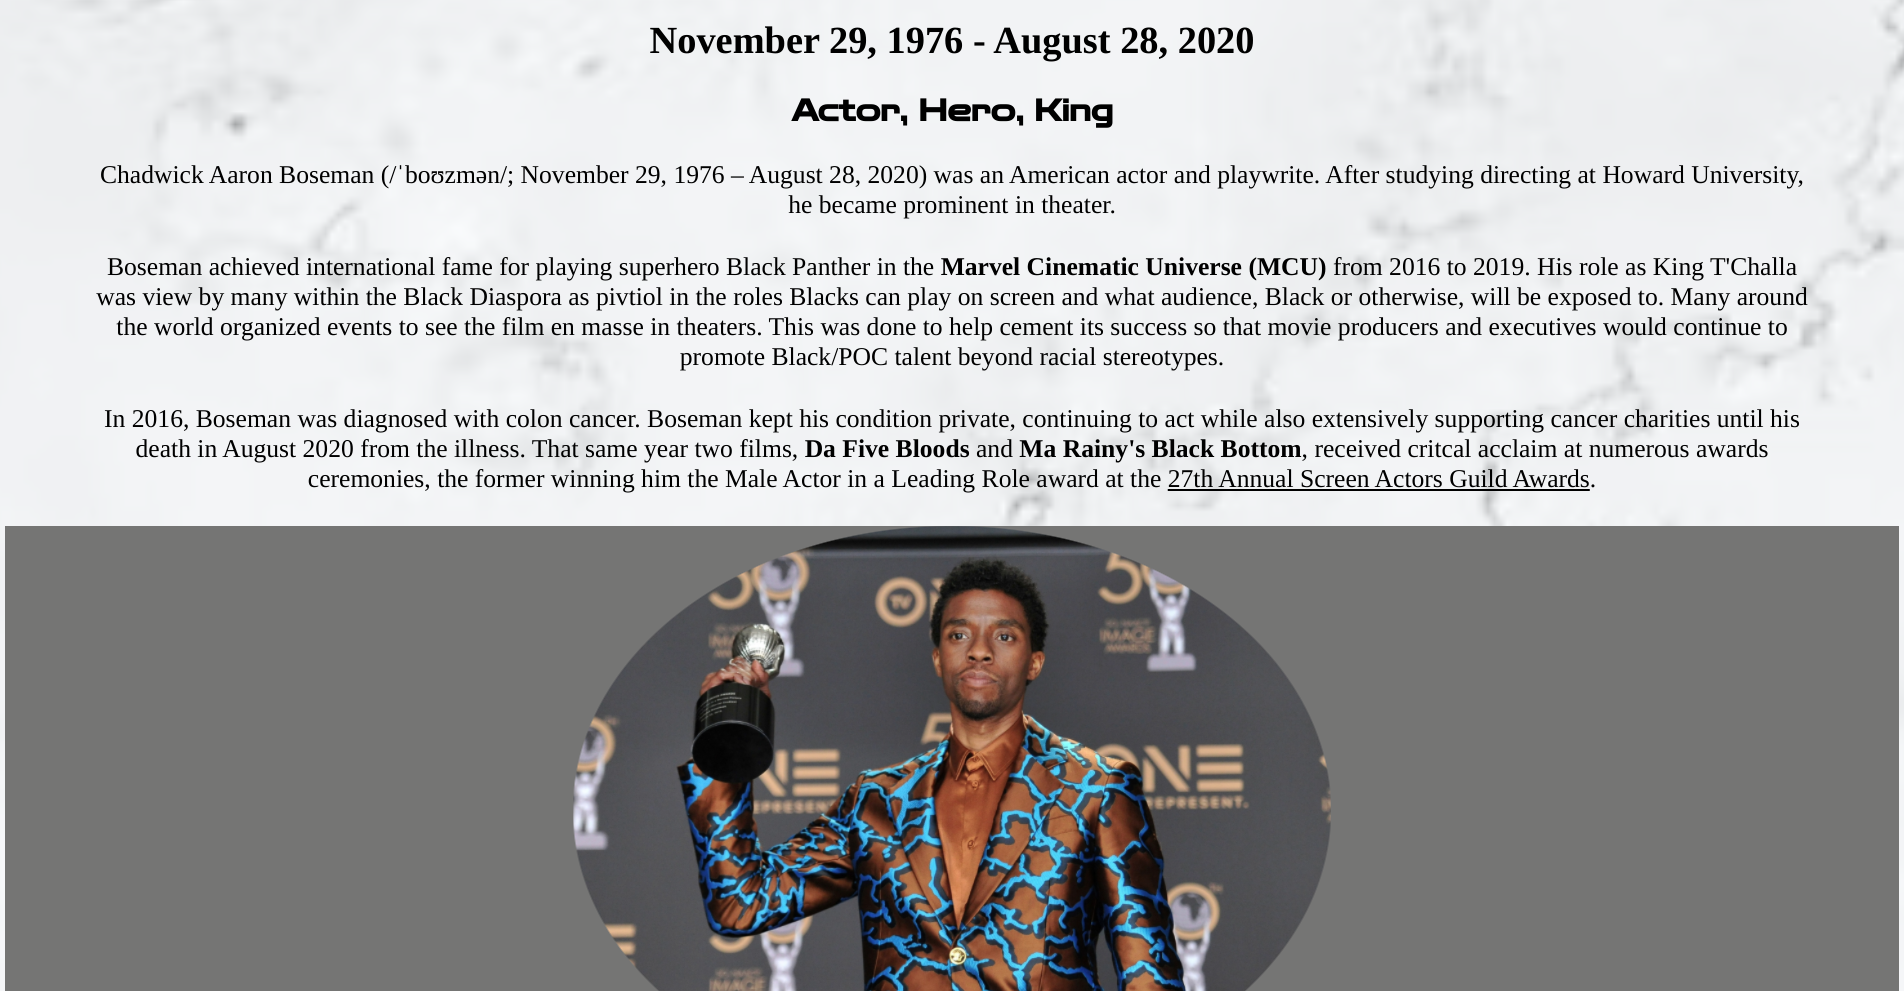 November 29, 1976 - August 28, 2020
Actor, Hero, King
Chadwick Aaron Boseman (/ˈboʊzmən/; November 29, 1976 – August 28, 2020) was an American actor and playwrite. After studying directing at Howard University,
he became prominent in theater.
Boseman achieved international fame for playing superhero Black Panther in the Marvel Cinematic Universe (MCU) from 2016 to 2019. His role as King T'Challa
was view by many within the Black Diaspora as pivtiol in the roles Blacks can play on screen and what audience, Black or otherwise, will be exposed to. Many around
the world organized events to see the film en masse in theaters. This was done to help cement its success so that movie producers and executives would continue to
promote Black/POC talent beyond racial stereotypes.
In 2016, Boseman was diagnosed with colon cancer. Boseman kept his condition private, continuing to act while also extensively supporting cancer charities until his
death in August 2020 from the illness. That same year two films, Da Five Bloods and Ma Rainy's Black Bottom, received critcal acclaim at numerous awards
ceremonies, the former winning him the Male Actor in a Leading Role award at the 27th Annual Screen Actors Guild Awards.
50 TV ON 50
IMAGE AWARDS IMAGE AWARDS
5
NE ONE
REPRESENT. REPRESENT.